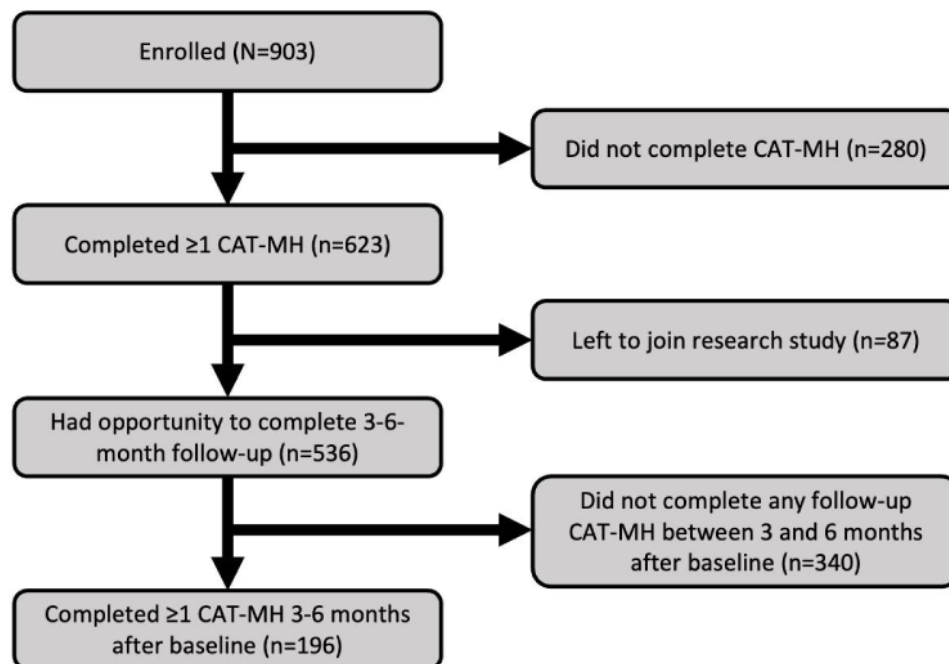 Enrolled (N=903)
Did not complete CAT-MH (n=280)
Completed ≥1 CAT-MH (n=623)
Left to join research study (n=87)
Had opportunity to complete 3-6-
month follow-up (n=536)
Did not complete any follow-up
CAT-MH between 3 and 6 months
after baseline (n=340)
Completed ≥1 CAT-MH 3-6 months
after baseline (n=196)